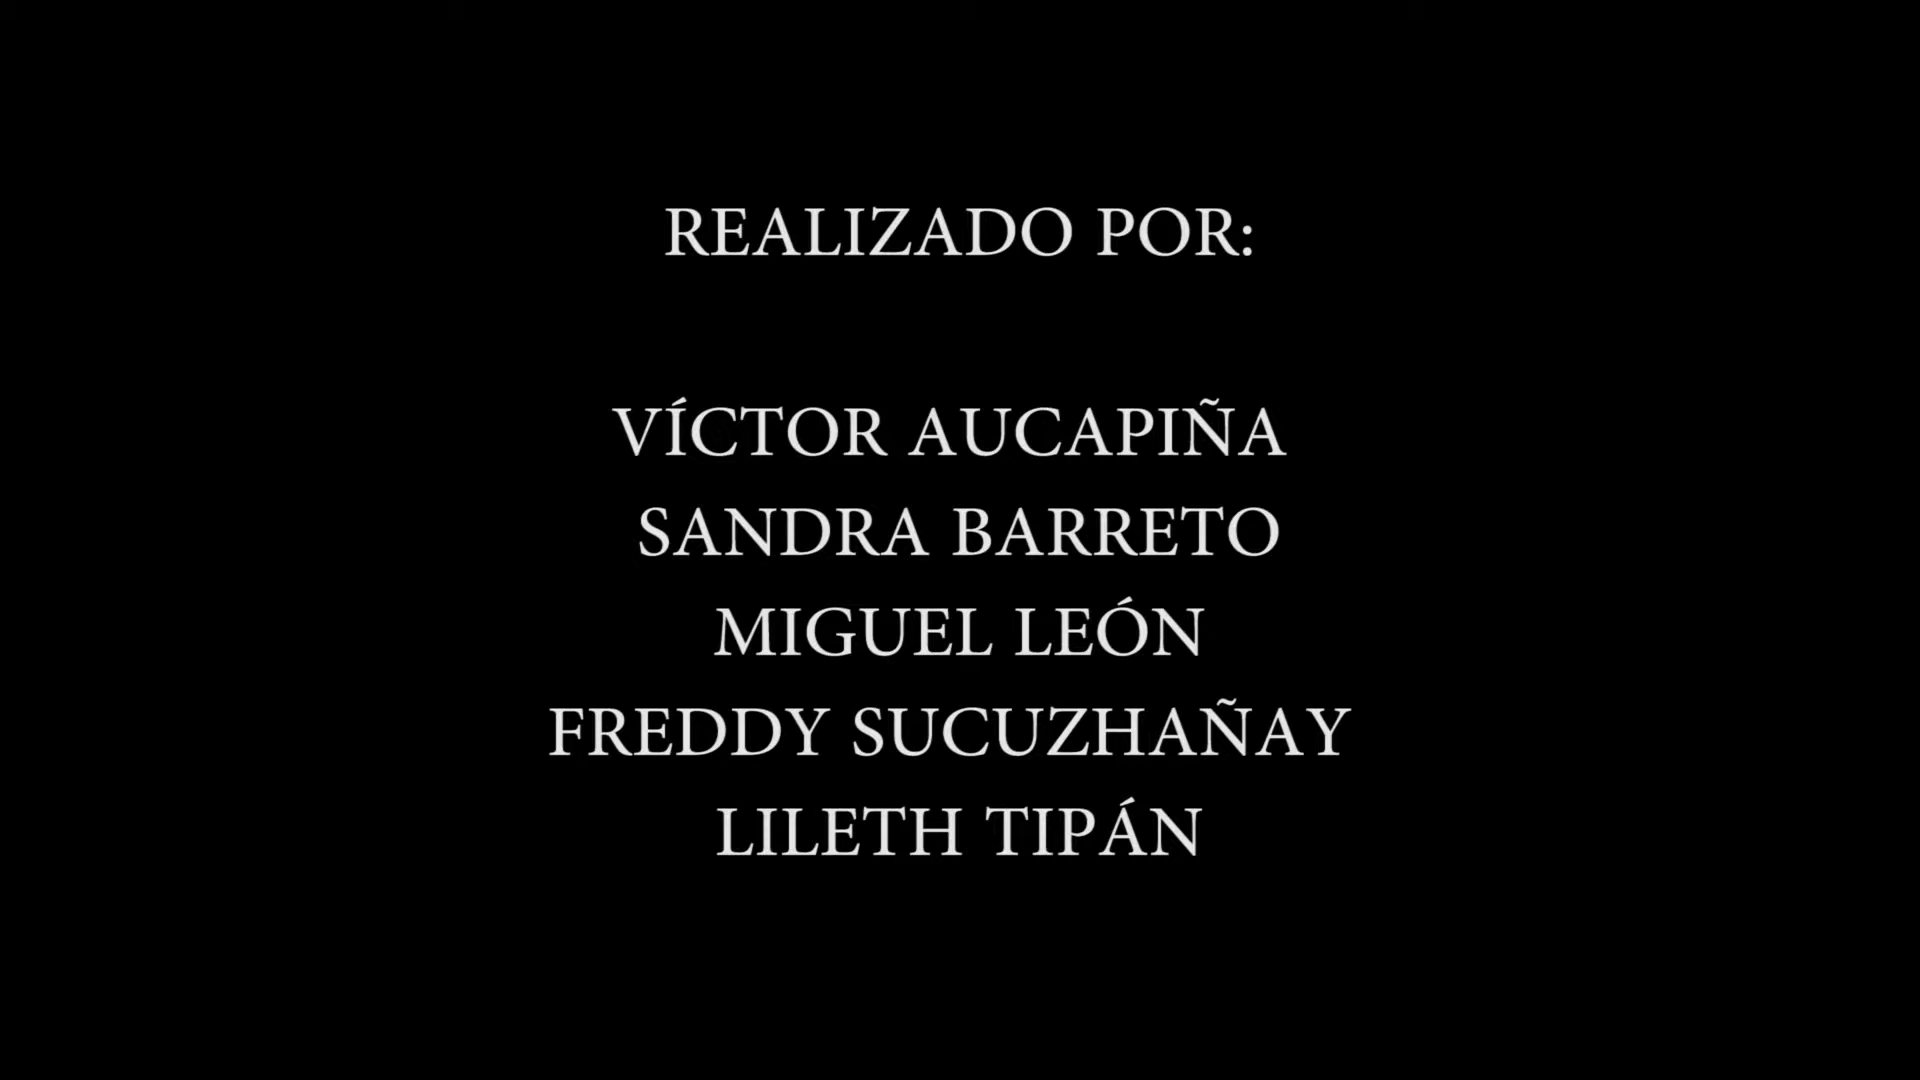 REALIZADO POR:
VÍCTOR AUCAPIÑA
SANDRA BARRETO
MIGUEL LEÓN
FREDDY SUCUZHAÑAY
LILETH TIPÁN